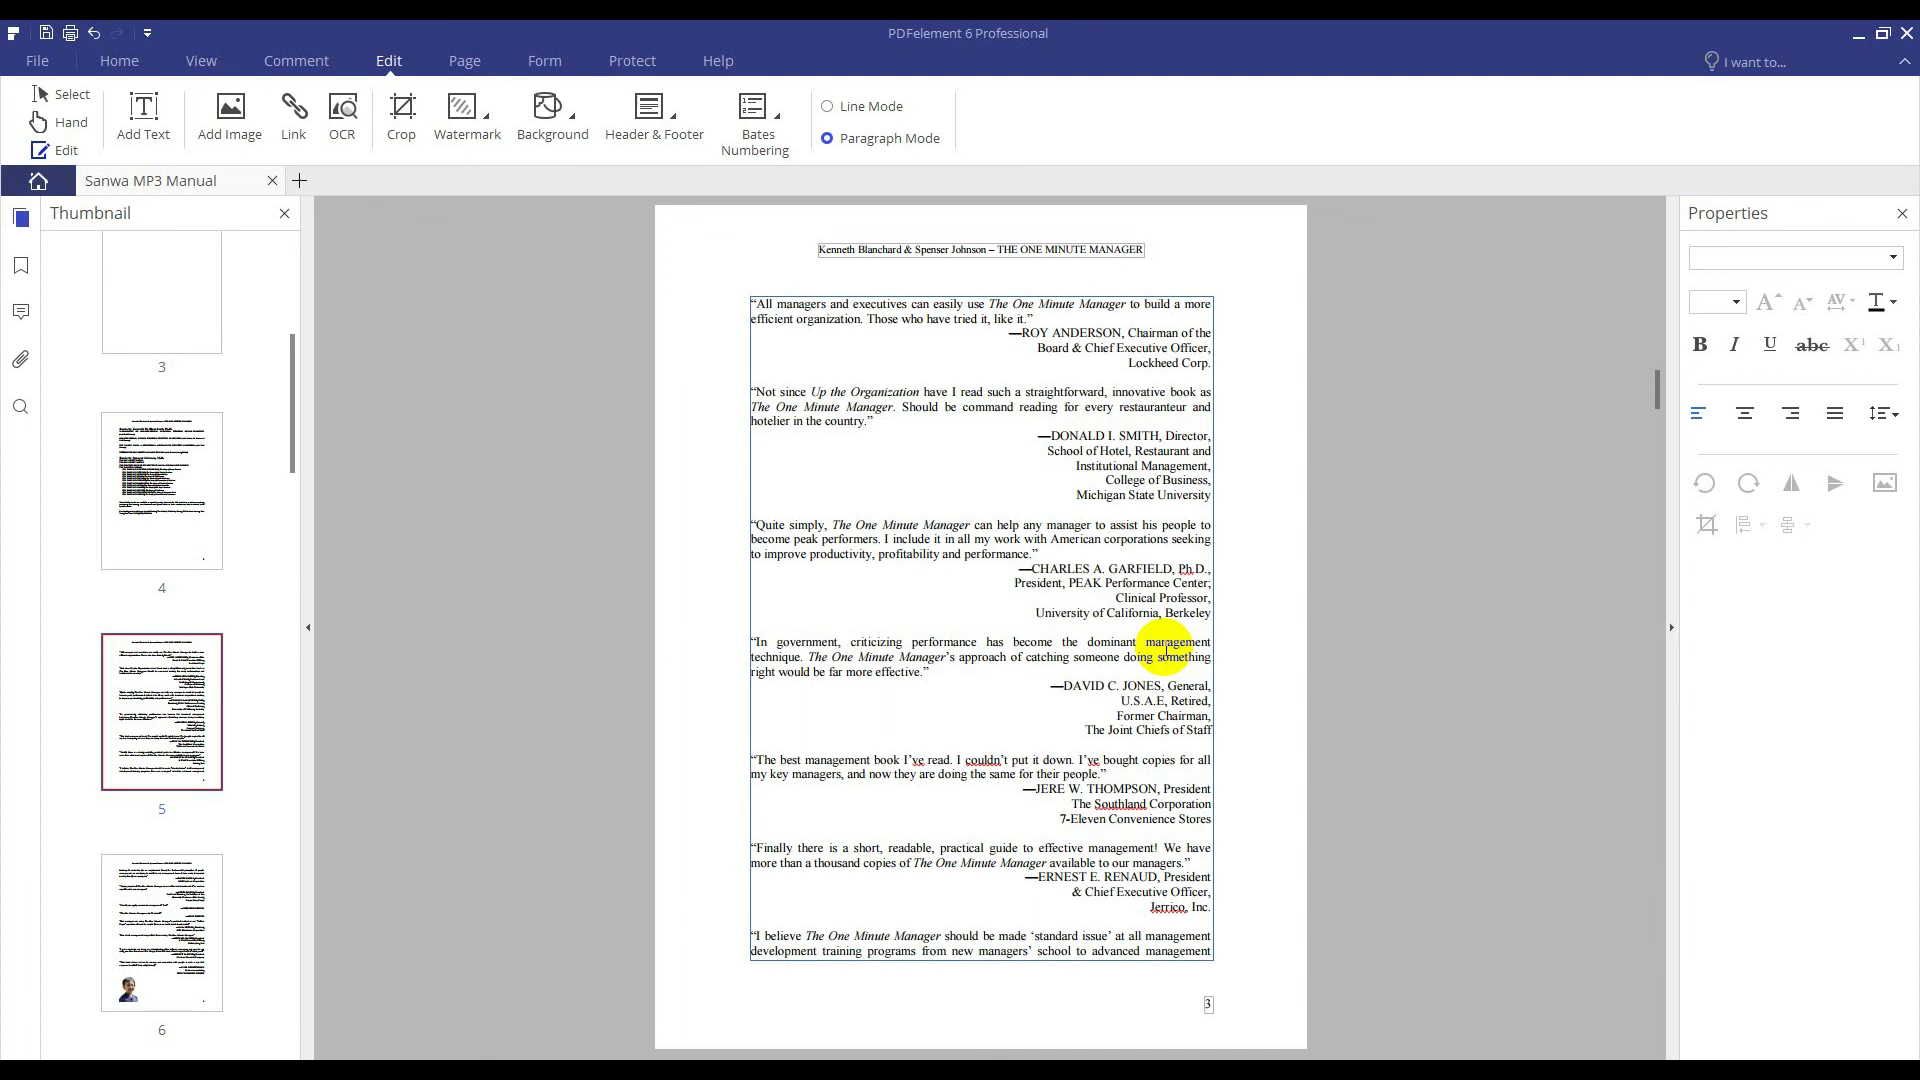 PDFelement 6 Professional
File Home View Comment Edit Page Form Protect Help I want to...
Select
Hand
Edit
Add Text
Add Image
Link
OCR
Crop
Watermark
Background
Header & Footer
Bates
Numbering
Line Mode
Paragraph Mode
Sanwa MP3 Manual
Thumbnail
3
4
5
6
Kenneth Blanchard & Spenser Johnson – THE ONE MINUTE MANAGER
“All managers and executives can easily use The One Minute Manager to build a more
efficient organization. Those who have tried it, like it.”
—ROY ANDERSON, Chairman of the
Board & Chief Executive Officer,
Lockheed Corp.
“Not since Up the Organization have I read such a straightforward, innovative book as
The One Minute Manager. Should be command reading for every restauranteur and
hotelier in the country.”
—DONALD I. SMITH, Director,
School of Hotel, Restaurant and
Institutional Management,
College of Business,
Michigan State University
“Quite simply, The One Minute Manager can help any manager to assist his people to
become peak performers. I include it in all my work with American corporations seeking
to improve productivity, profitability and performance.”
—CHARLES A. GARFIELD, Ph.D.,
President, PEAK Performance Center;
Clinical Professor,
University of California, Berkeley
“In government, criticizing performance has become the dominant management
technique. The One Minute Manager’s approach of catching someone doing something
right would be far more effective.”
—DAVID C. JONES, General,
U.S.A.E, Retired,
Former Chairman,
The Joint Chiefs of Staff
“The best management book I’ve read. I couldn’t put it down. I’ve bought copies for all
my key managers, and now they are doing the same for their people.”
—JERE W. THOMPSON, President
The Southland Corporation
7-Eleven Convenience Stores
“Finally there is a short, readable, practical guide to effective management! We have
more than a thousand copies of The One Minute Manager available to our managers.”
—ERNEST E. RENAUD, President
& Chief Executive Officer,
Jerrico, Inc.
“I believe The One Minute Manager should be made ‘standard issue’ at all management
development training programs from new managers’ school to advanced management
3
Properties
B I U abc